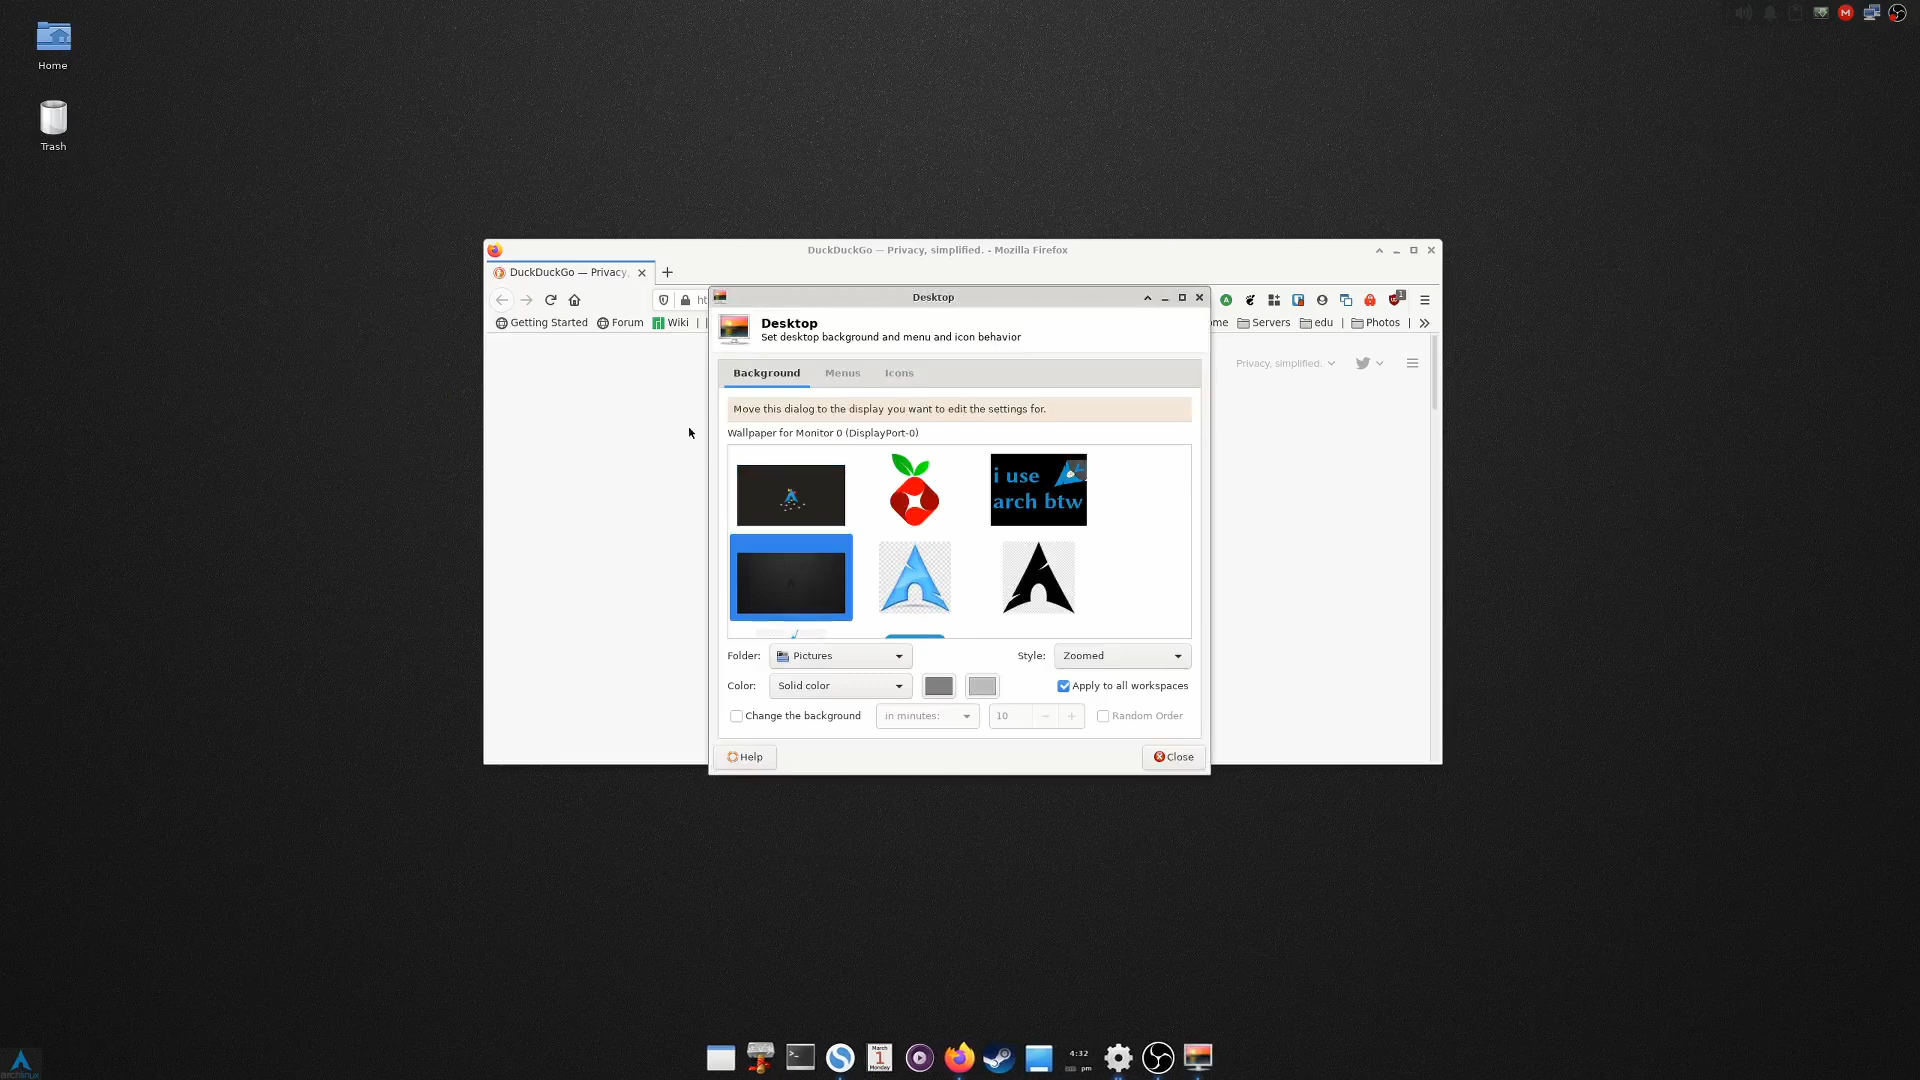 Home
Trash
DuckDuckGo — Privacy, simplified. - Mozilla Firefox
DuckDuckGo — Privacy,
Getting Started
Forum
Wiki
Servers
edu
Photos
Privacy, simplified.
Desktop
Desktop
Set desktop background and menu and icon behavior
Background
Menus
Icons
Move this dialog to the display you want to edit the settings for.
Wallpaper for Monitor 0 (DisplayPort-0)
i use
arch btw
Folder:
Pictures
Style:
Zoomed
Color:
Solid color
Apply to all workspaces
Change the background
in minutes:
10
Random Order
Help
Close
March
1
Monday
4:32
pm
archlinux